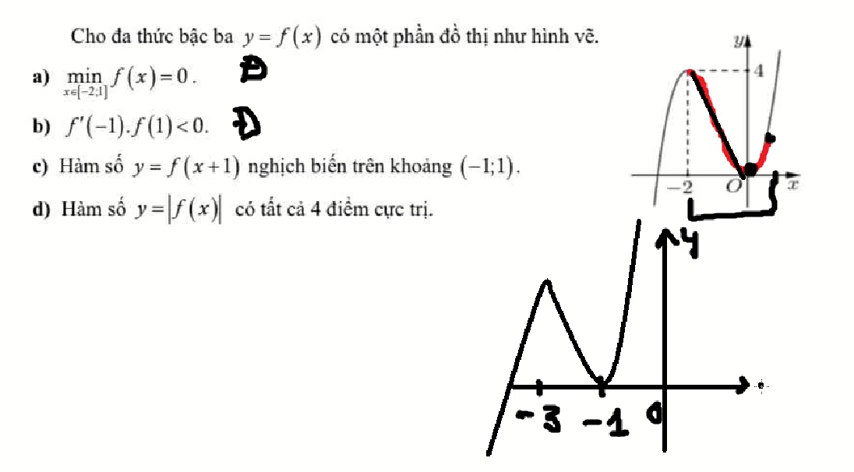 Cho đa thức bậc ba y = f(x) có một phần đồ thị như hình vẽ.
a) min f(x) = 0. Đ
x∈[-2;1]
b) f'(-1).f(1) < 0. Đ
c) Hàm số y = f(x+1) nghịch biến trên khoảng (-1;1).
d) Hàm số y = |f(x)| có tất cả 4 điểm cực trị.
y
4
-2 O x
y
-3 -1 0